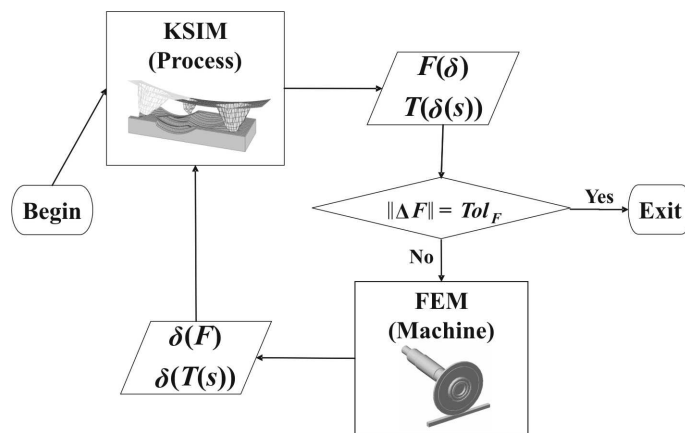 KSIM
(Process)
F(δ)
T(δ(s))
Begin
||ΔF|| = Tol_F
Yes
Exit
No
FEM
(Machine)
δ(F)
δ(T(s))